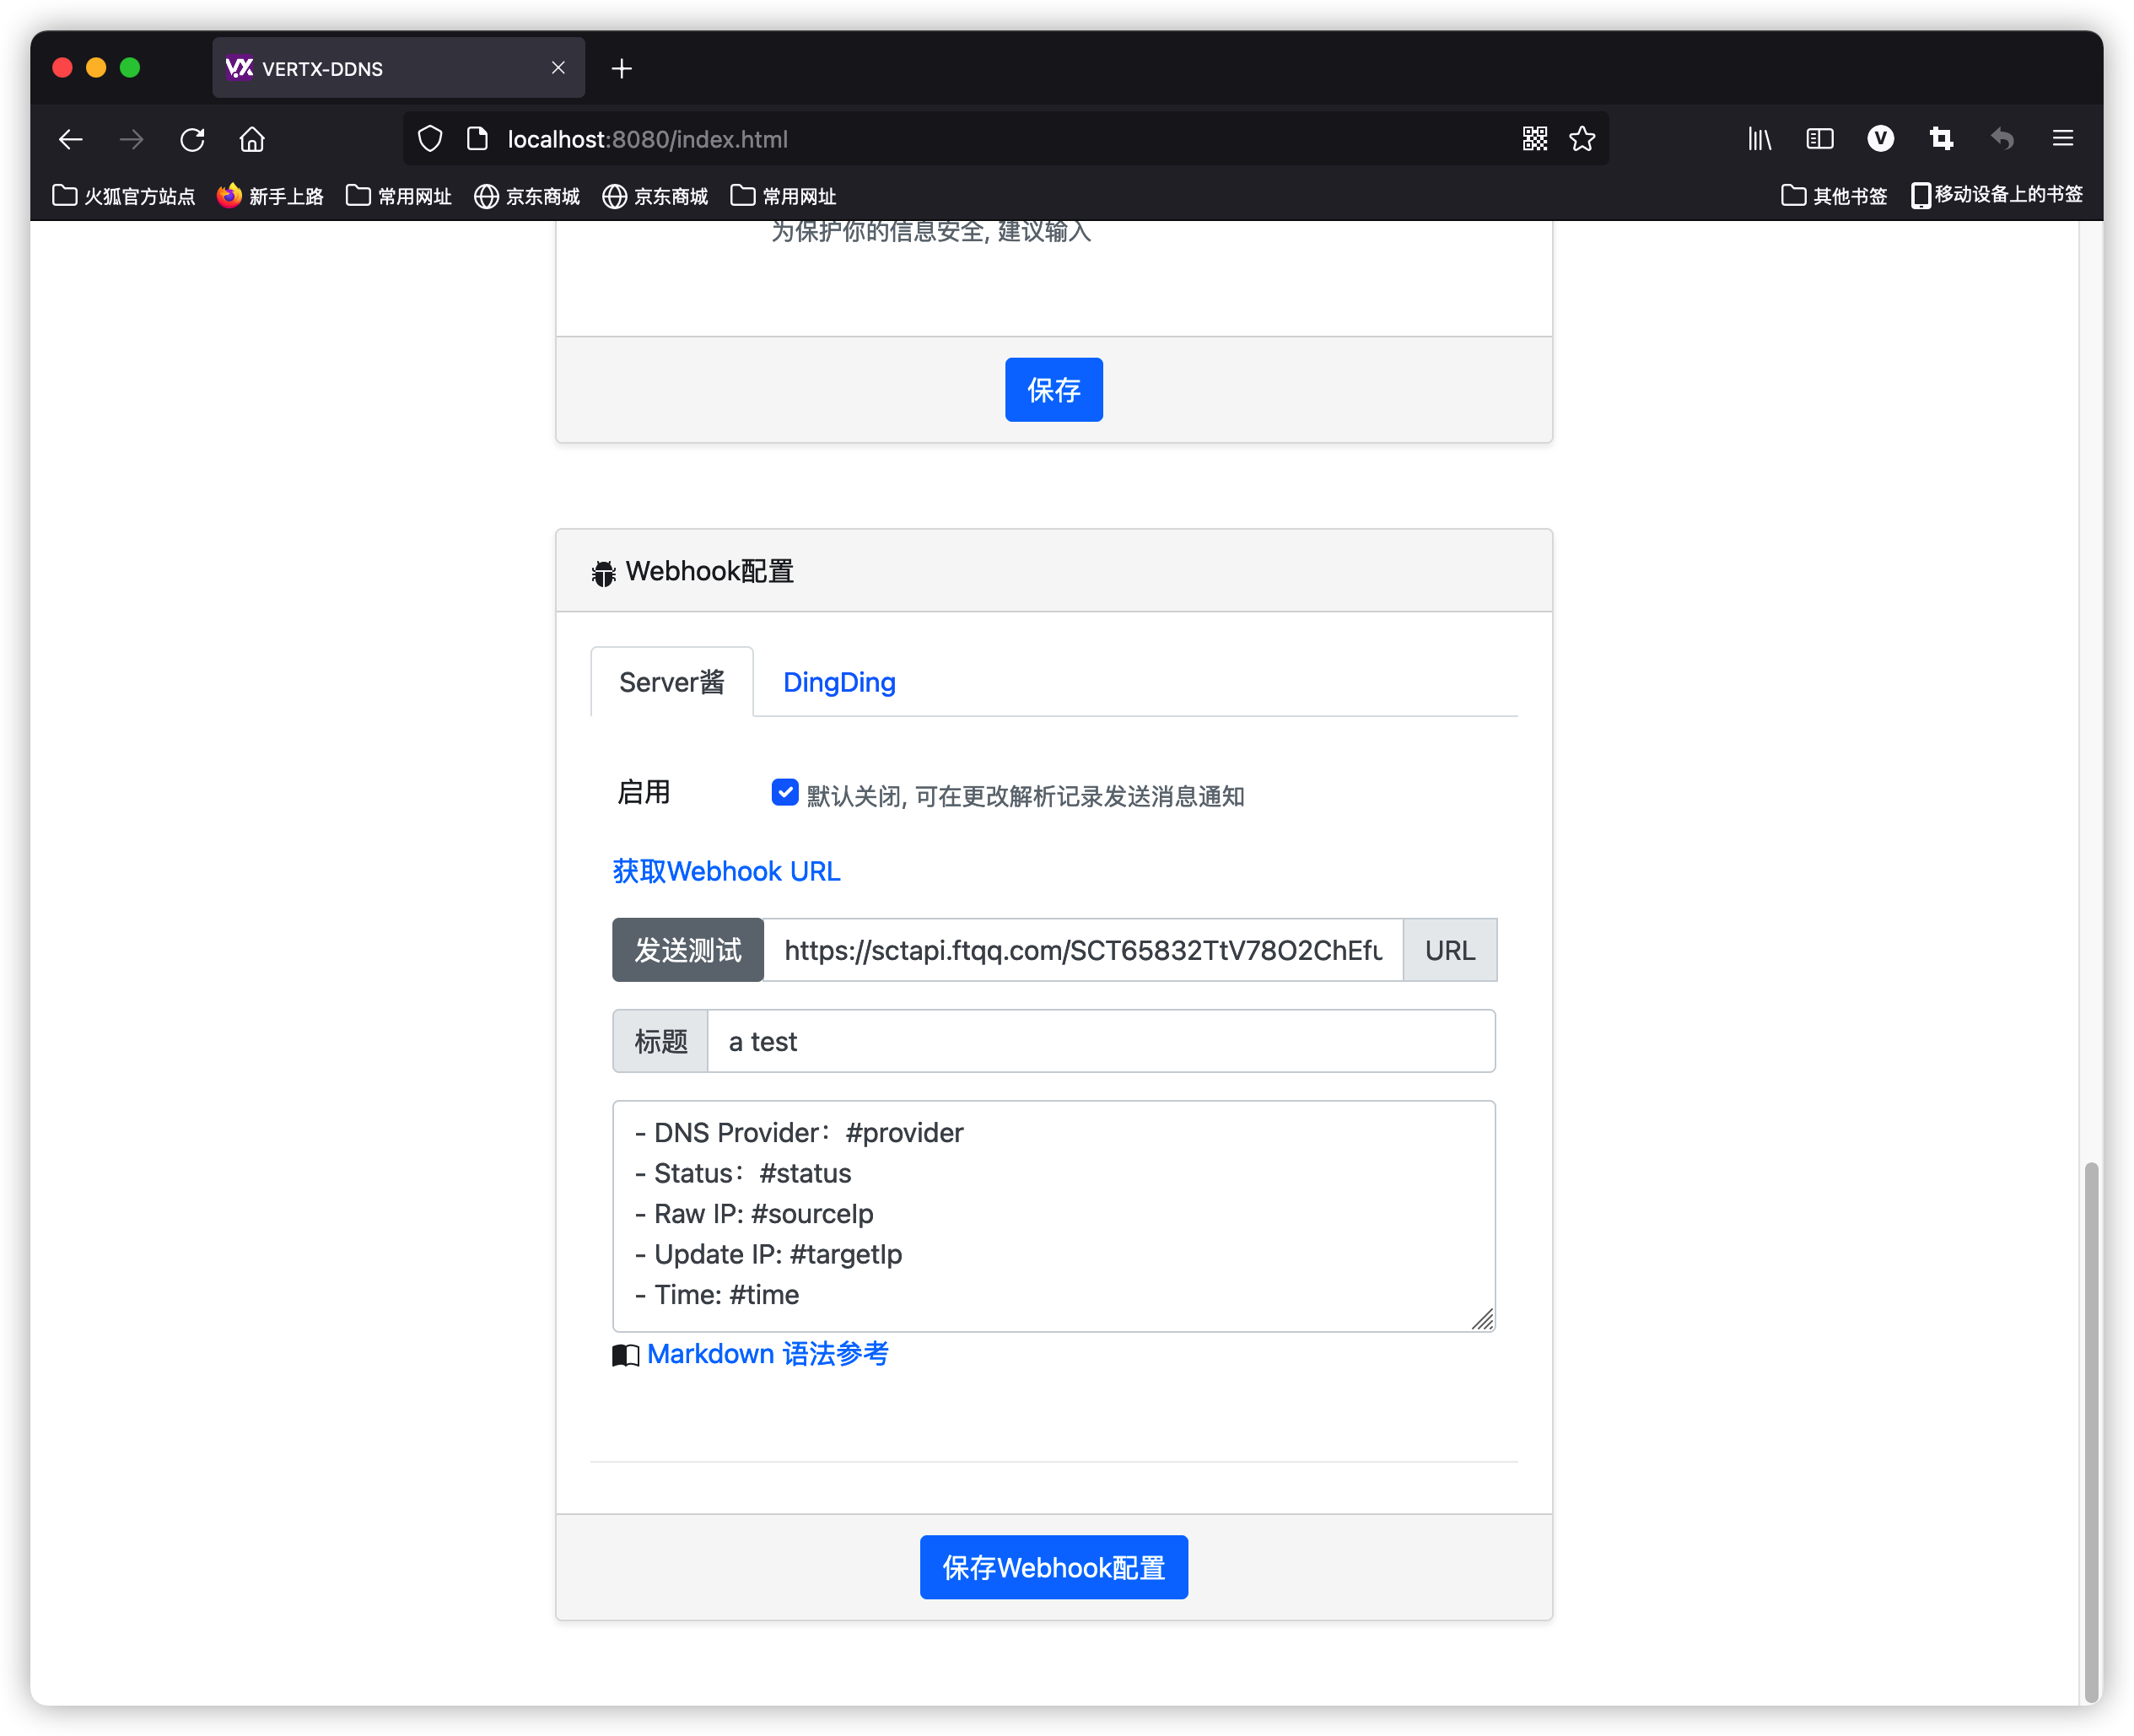 VERTX-DDNS
localhost:8080/index.html
火狐官方站点 新手上路 常用网址 京东商城 京东商城 常用网址 其他书签 移动设备上的书签
为保护你的信息安全, 建议输入
保存
Webhook配置
Server酱 DingDing
启用 默认关闭, 可在更改解析记录发送消息通知
获取Webhook URL
发送测试 https://sctapi.ftqq.com/SCT65832TtV78O2ChEfu URL
标题 a test
- DNS Provider：#provider
- Status：#status
- Raw IP: #sourceIp
- Update IP: #targetIp
- Time: #time
Markdown 语法参考
保存Webhook配置